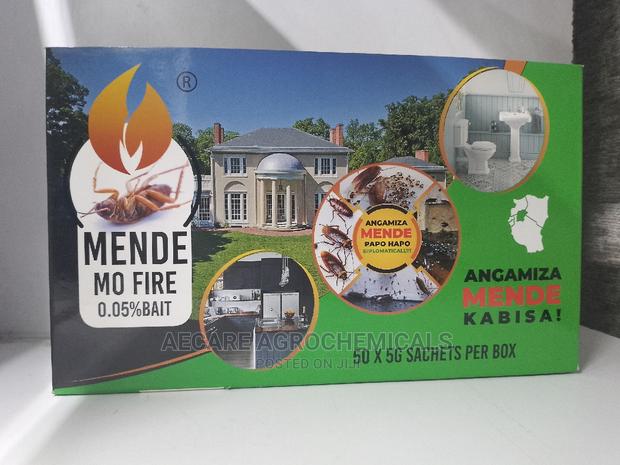 ®
MENDE
MO FIRE
0.05%BAIT
ANGAMIZA
MENDE
PAPO HAPO
DIPLOMATICALLY!!
ANGAMIZA
MENDE
KABISA!
50 X 5G SACHETS PER BOX
AECARE AGROCHEMICALS
POSTED ON JIJI